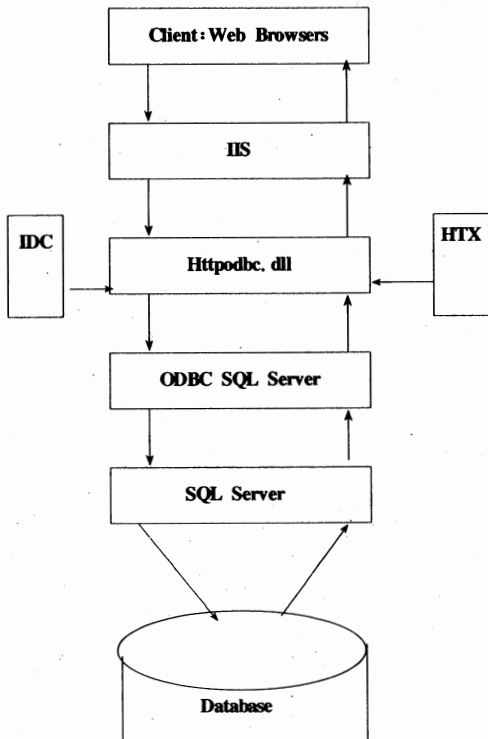 Client:Web Browsers
IIS
IDC
HTX
Httpodbc. dll
ODBC SQL Server
SQL Server
Database